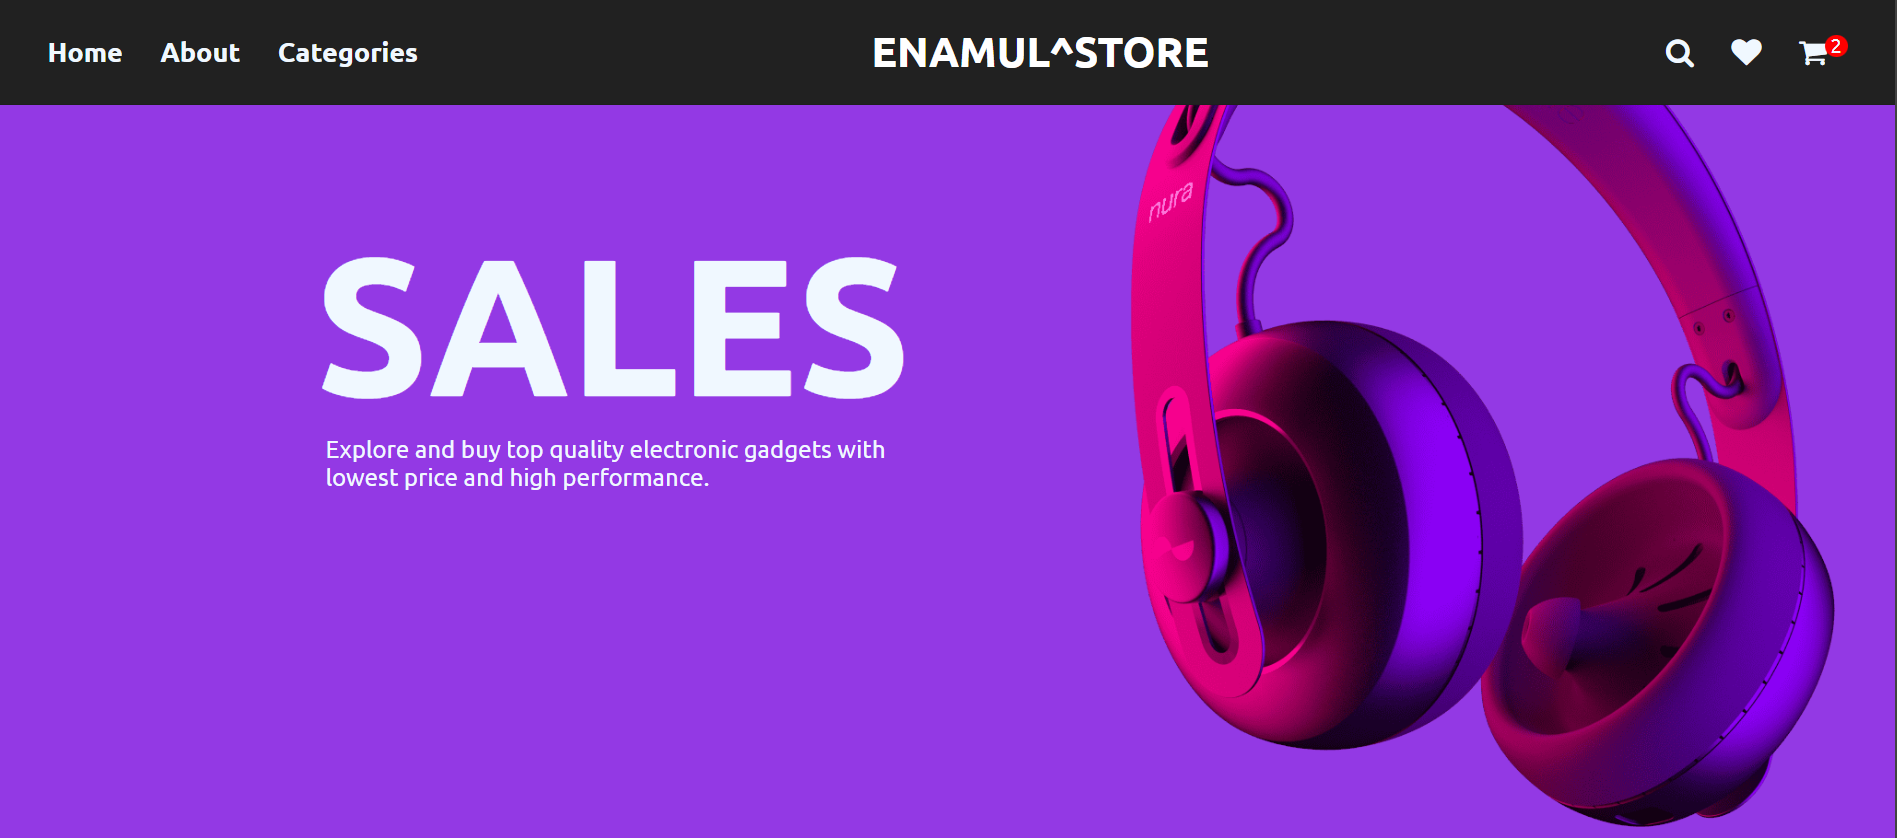 Home About Categories ENAMUL^STORE 2
nura
SALES
Explore and buy top quality electronic gadgets with
lowest price and high performance.